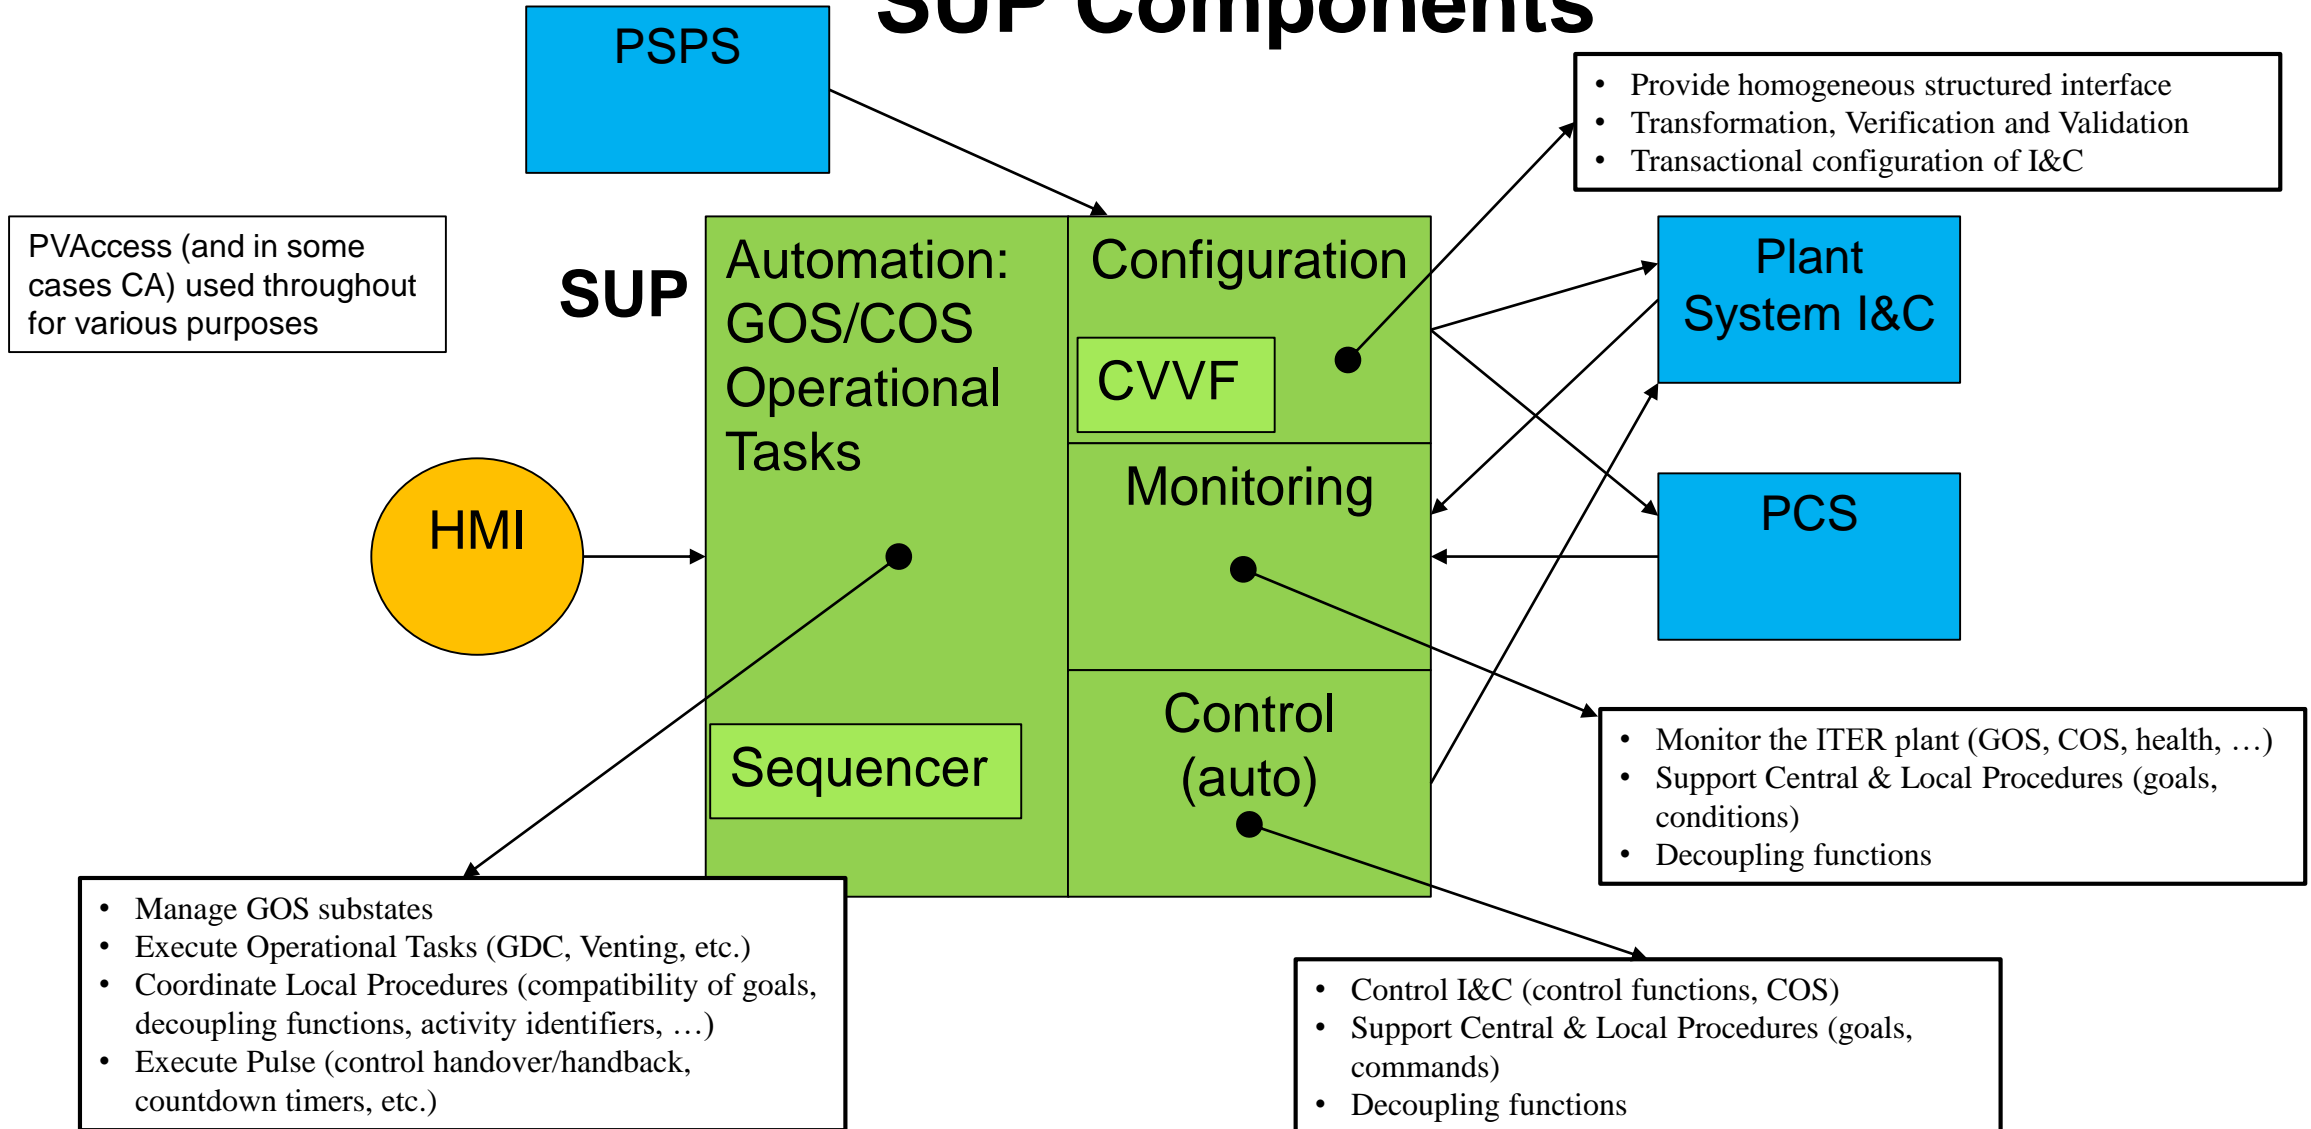 SUP Components
PSPS
• Provide homogeneous structured interface
• Transformation, Verification and Validation
• Transactional configuration of I&C
PVAccess (and in some
cases CA) used throughout
for various purposes
SUP
Automation:
GOS/COS
Operational
Tasks
Sequencer
Configuration
CVVF
Monitoring
Control
(auto)
Plant
System I&C
PCS
HMI
• Monitor the ITER plant (GOS, COS, health, …)
• Support Central & Local Procedures (goals,
conditions)
• Decoupling functions
• Manage GOS substates
• Execute Operational Tasks (GDC, Venting, etc.)
• Coordinate Local Procedures (compatibility of goals,
decoupling functions, activity identifiers, …)
• Execute Pulse (control handover/handback,
countdown timers, etc.)
• Control I&C (control functions, COS)
• Support Central & Local Procedures (goals,
commands)
• Decoupling functions